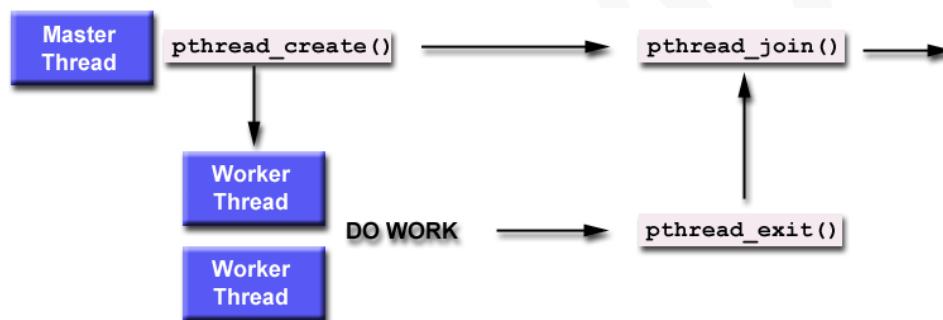 Master
Thread
pthread_create()
pthread_join()
Worker
Thread
DO WORK
pthread_exit()
Worker
Thread